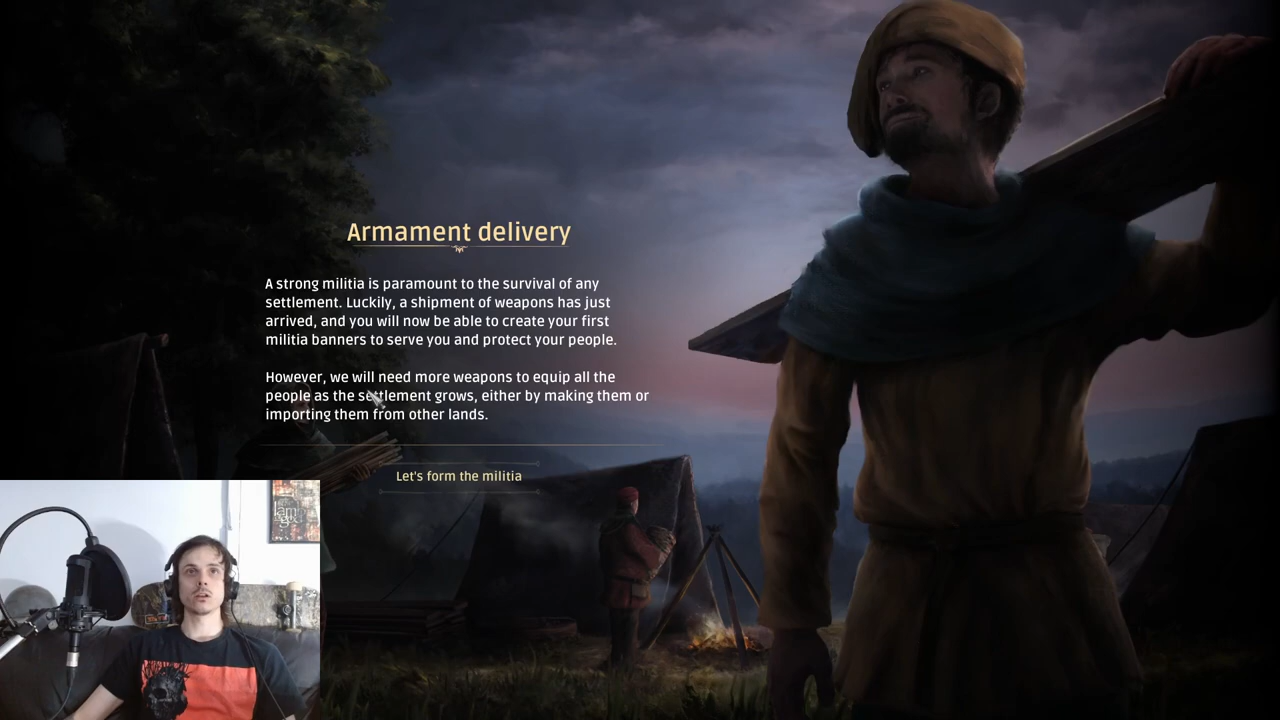 Armament delivery
A strong militia is paramount to the survival of any
settlement. Luckily, a shipment of weapons has just
arrived, and you will now be able to create your first
militia banners to serve you and protect your people.
However, we will need more weapons to equip all the
people as the settlement grows, either by making them or
importing them from other lands.
Let's form the militia
lamb
god